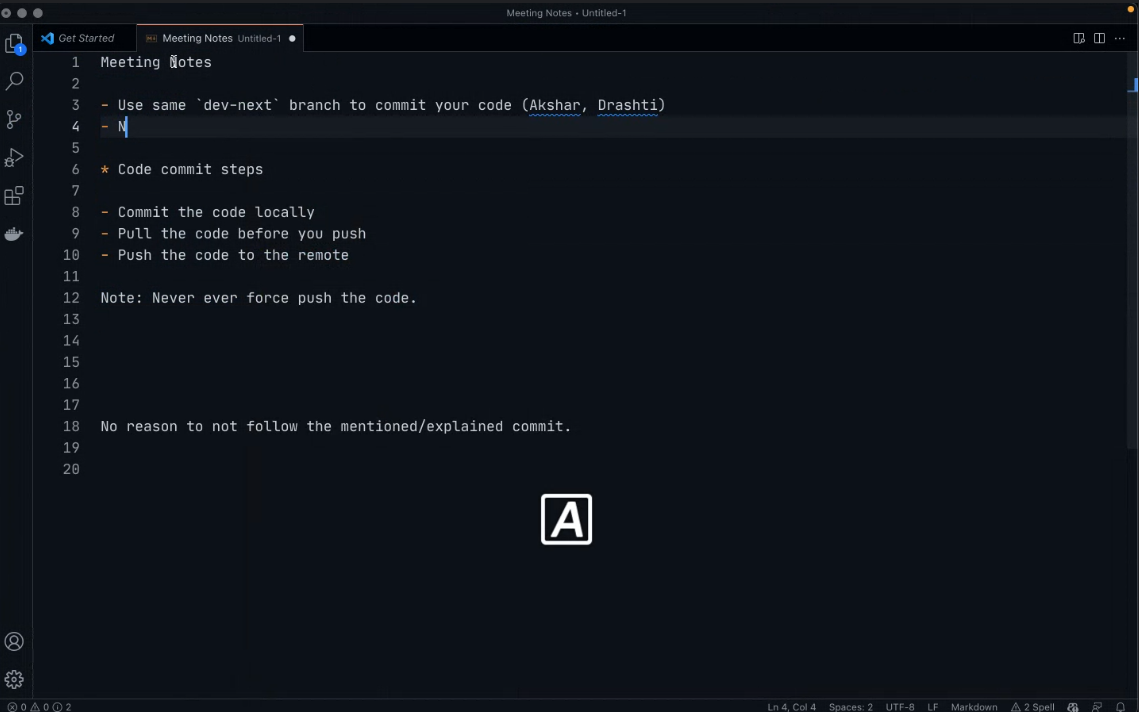 Meeting Notes • Untitled-1
Get Started
Meeting Notes Untitled-1
1 Meeting Notes
2
3 - Use same `dev-next` branch to commit your code (Akshar, Drashti)
4 - N
5
6 * Code commit steps
7
8 - Commit the code locally
9 - Pull the code before you push
10 - Push the code to the remote
11
12 Note: Never ever force push the code.
13
14
15
16
17
18 No reason to not follow the mentioned/explained commit.
19
20
1
A
0 0 2 Ln 4, Col 4 Spaces: 2 UTF-8 LF Markdown 2 Spell